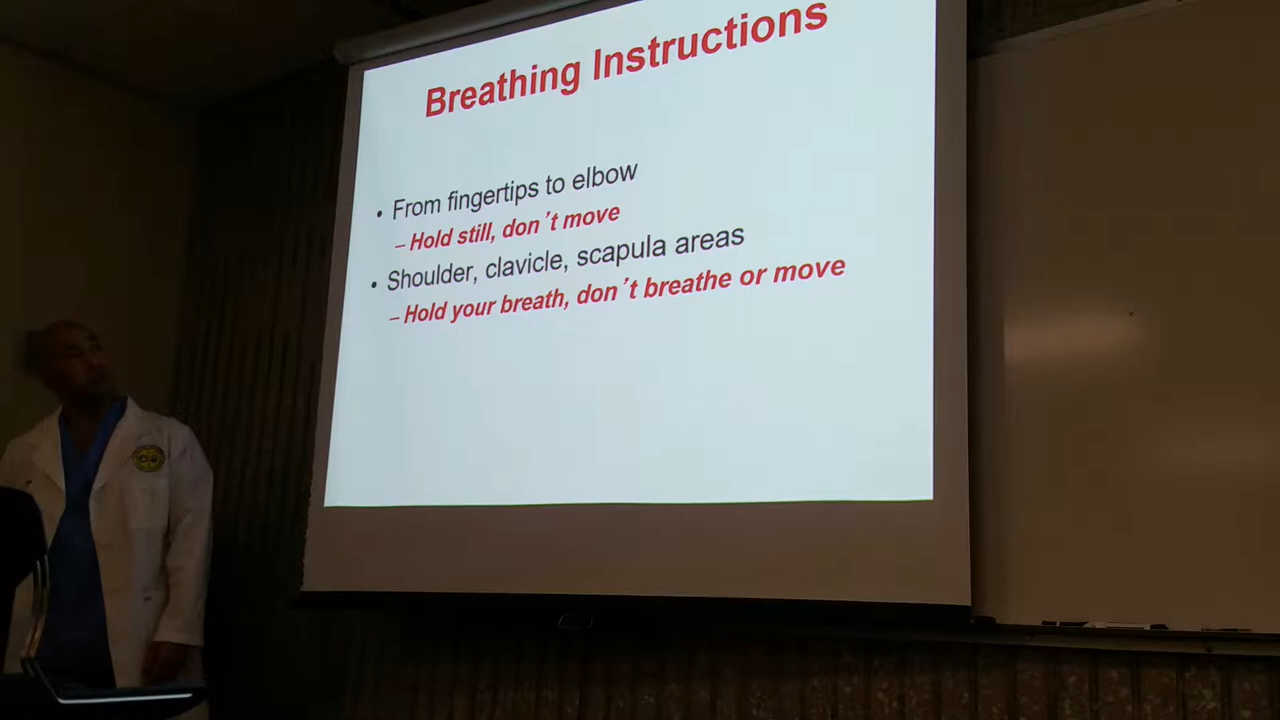 Breathing Instructions
• From fingertips to elbow
– Hold still, don´t move
• Shoulder, clavicle, scapula areas
– Hold your breath, don´t breathe or move